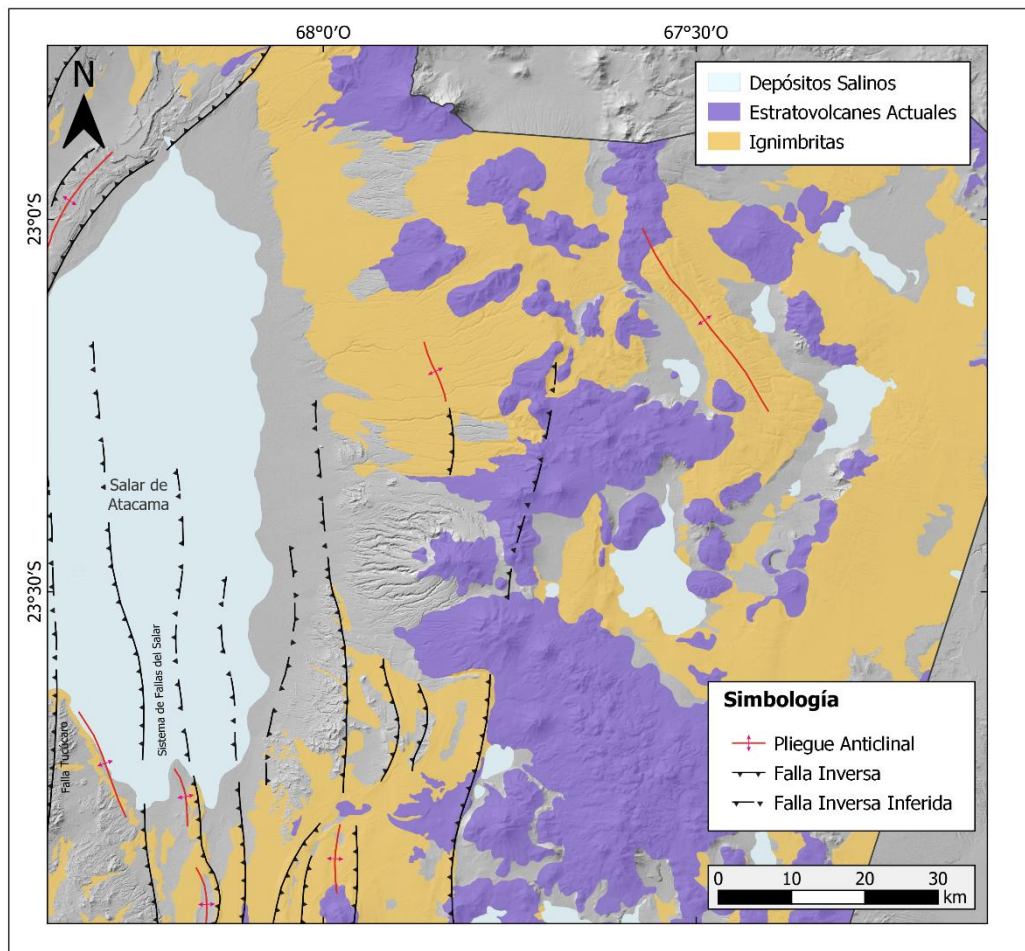 68°0'O
67°30'O
N
Depósitos Salinos
Estratovolcanes Actuales
Ignimbritas
23°0'S
Salar de
Atacama
23°30'S
Sistema de Fallas del Salar
Falla Tucúcaro
Simbología
Pliegue Anticlinal
Falla Inversa
Falla Inversa Inferida
0 10 20 30
km